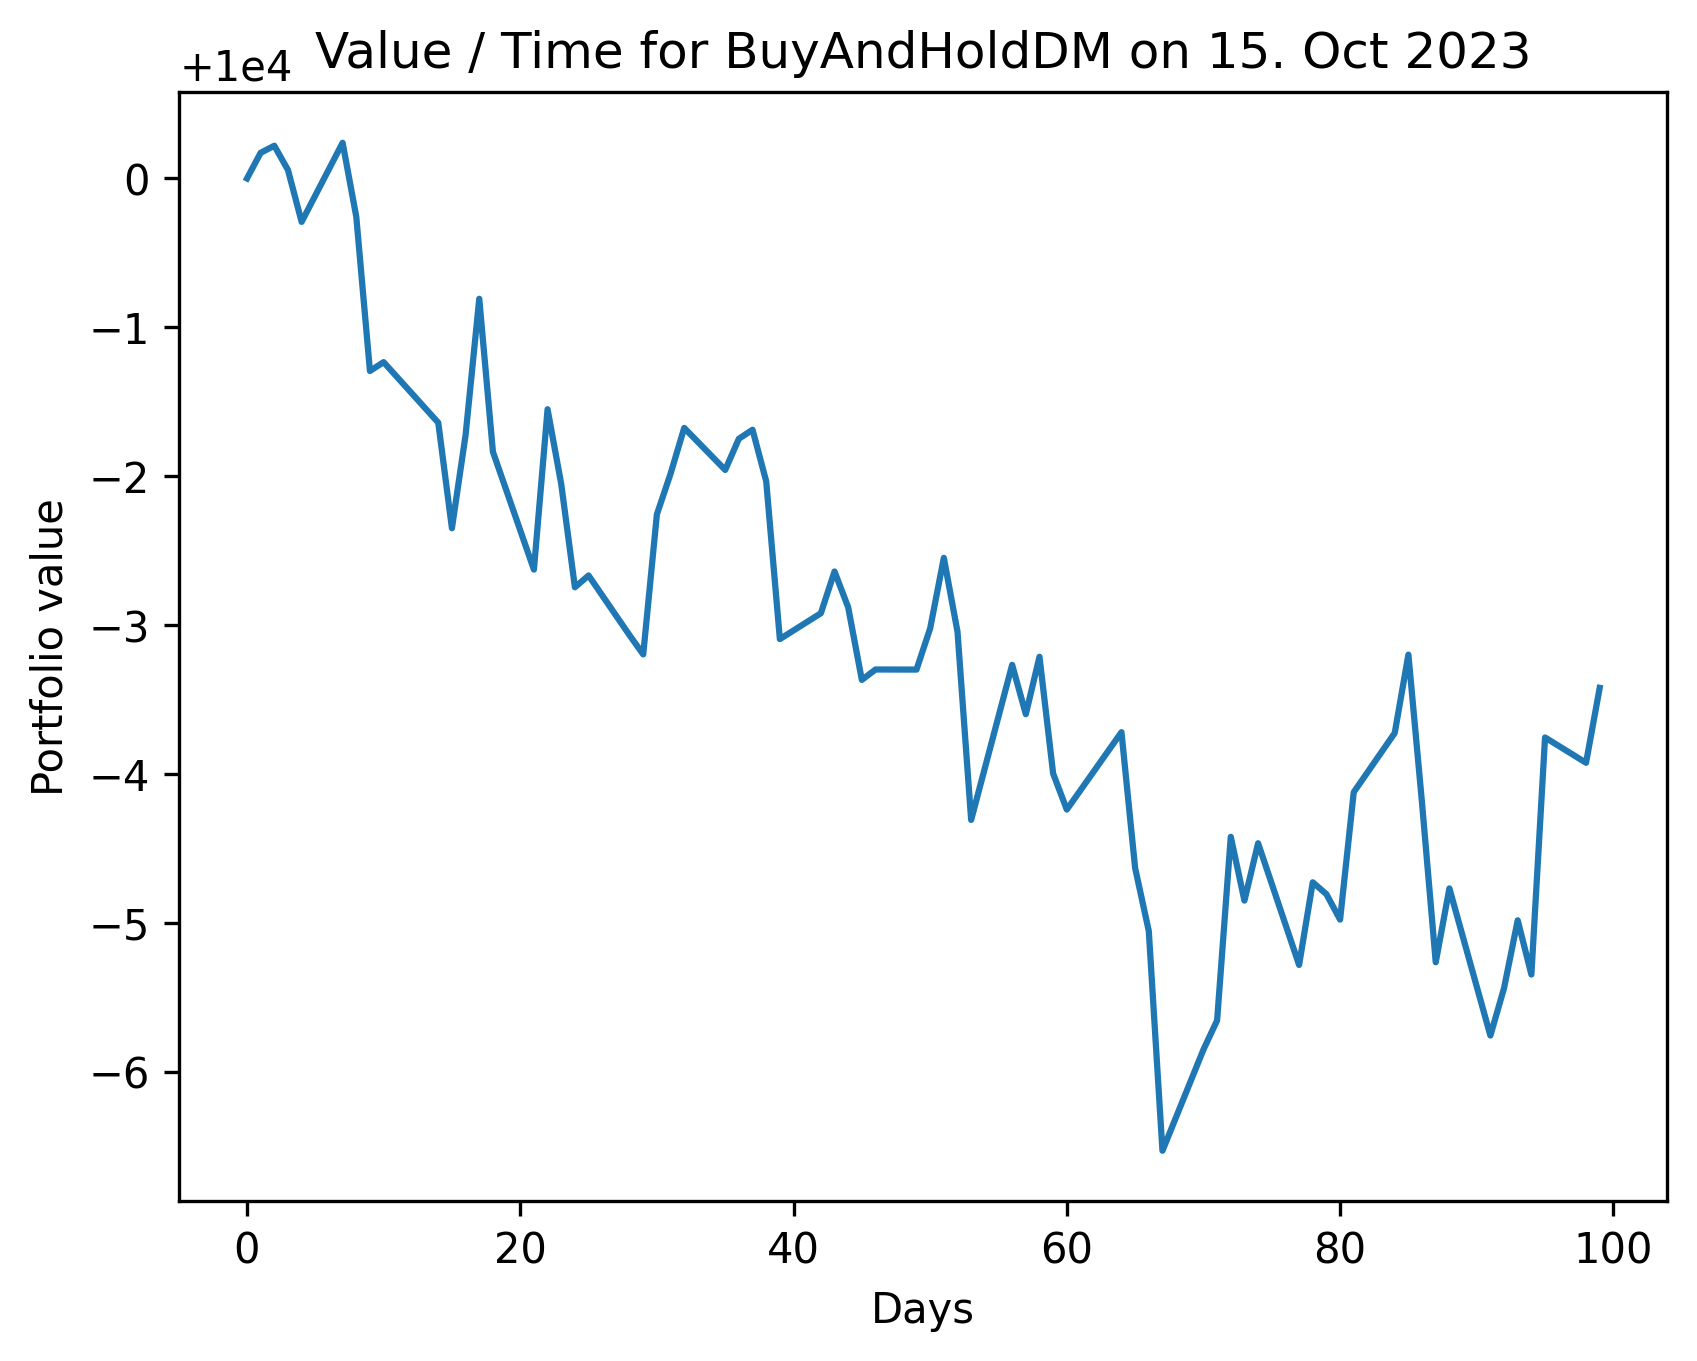 Value / Time for BuyAndHoldDM on 15. Oct 2023
+1e4
0
−1
−2
−3
−4
−5
−6
Portfolio value
0 20 40 60 80 100
Days